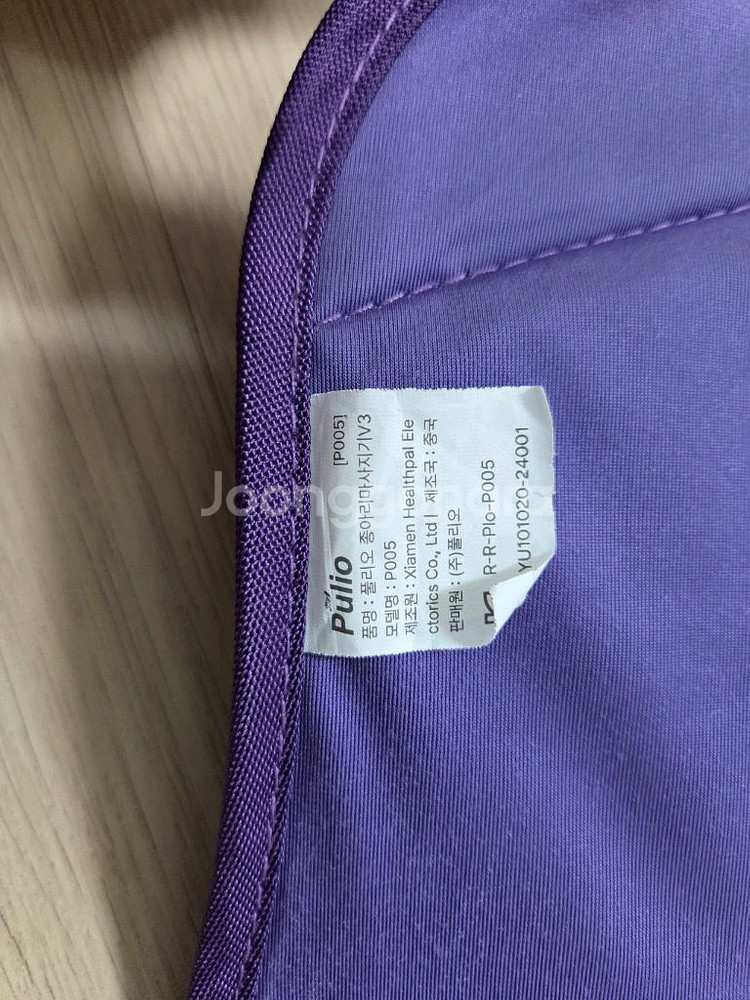 Pulio
[P005]
품명 : 풀리오 종아리마사지기V3
모델명 : P005
제조원 : Xiamen Healthpal Ele
ctorics Co., Ltd | 제조국 : 중국
판매원 : (주)풀리오
R-R-Plo-P005
YU101020-24001